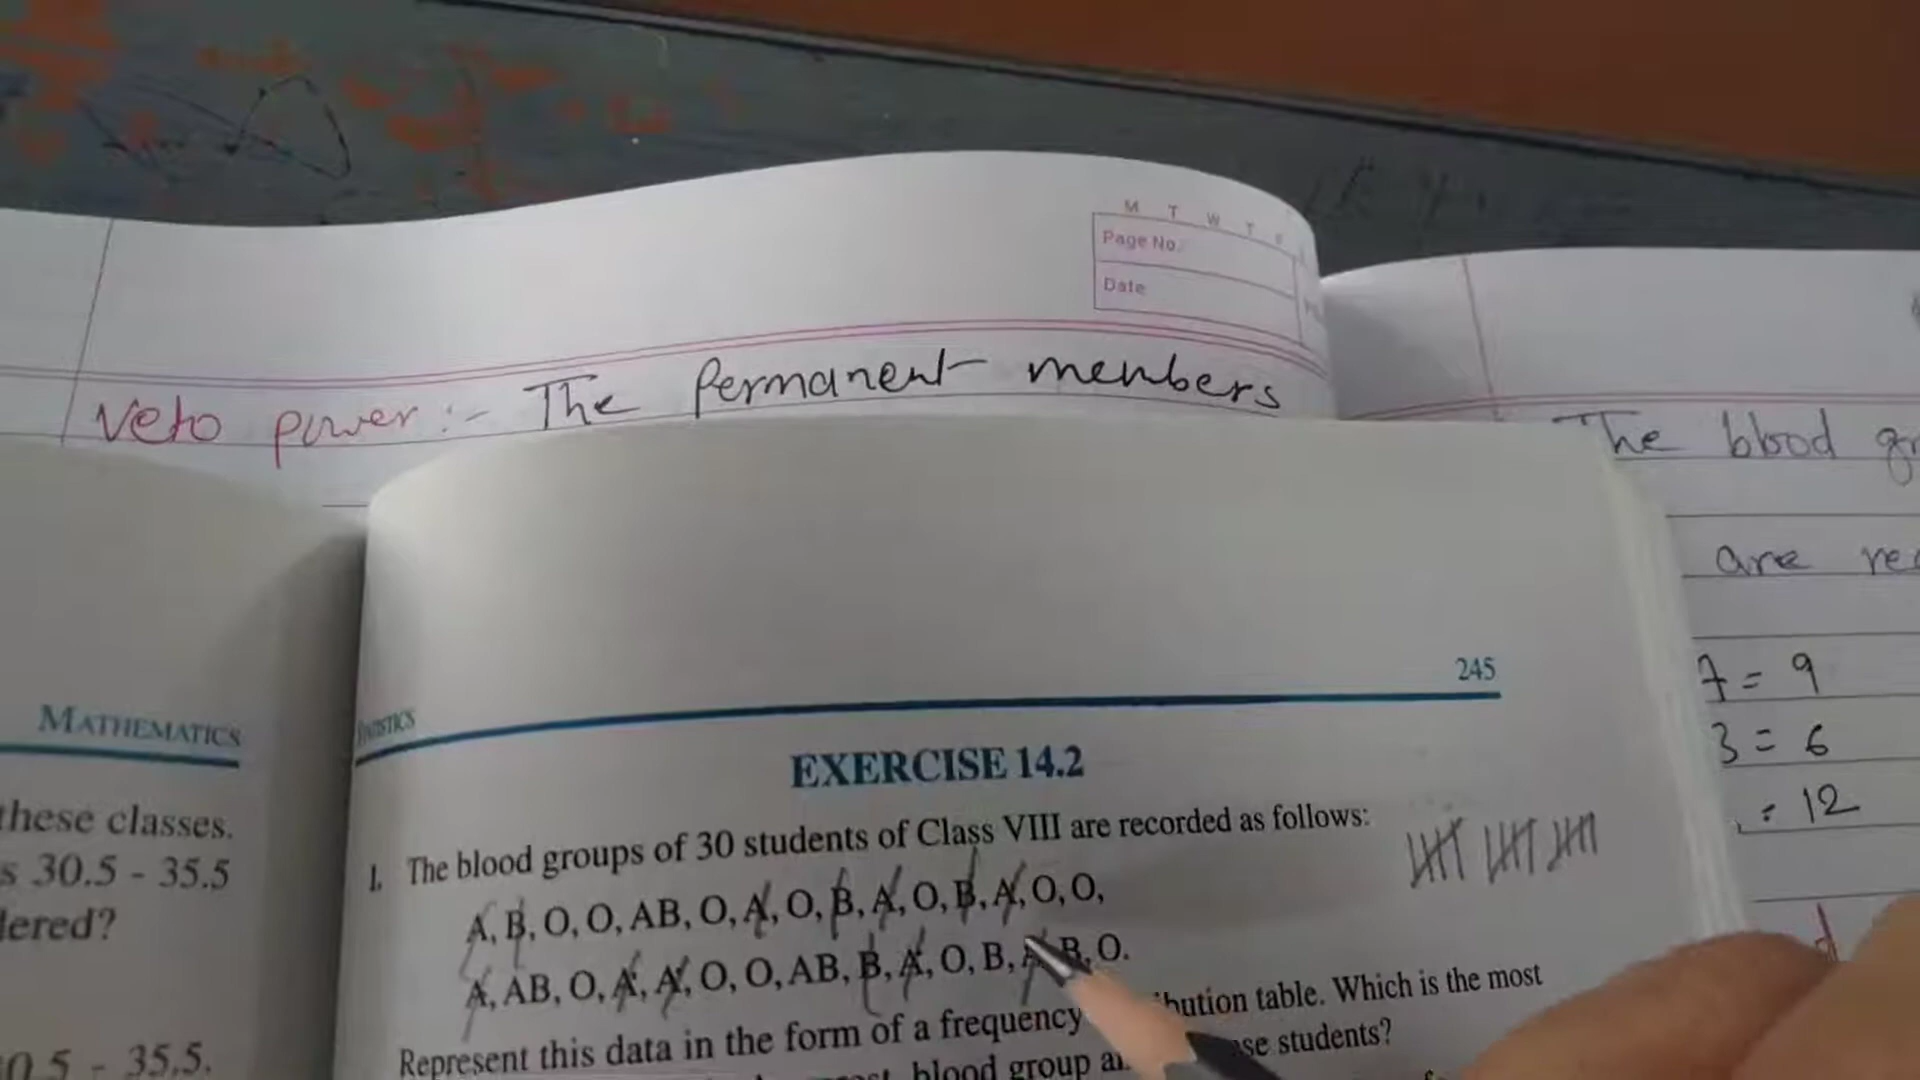 M T W T F
Page No.
Date
Veto power :- The Permanent members
The blood
are
7 = 9
3 = 6
= 12
MATHEMATICS
these classes.
30.5 - 35.5
0.5 - 35.5.
245
EXERCISE 14.2
1. The blood groups of 30 students of Class VIII are recorded as follows:
A, B, O, O, AB, O, A, O, B, A, O, B, A, O, O,
A, AB, O, A, A, O, O, AB, B, A, O, B, A, B, O.
Represent this data in the form of a frequency bution table. Which is the most
blood group se students?